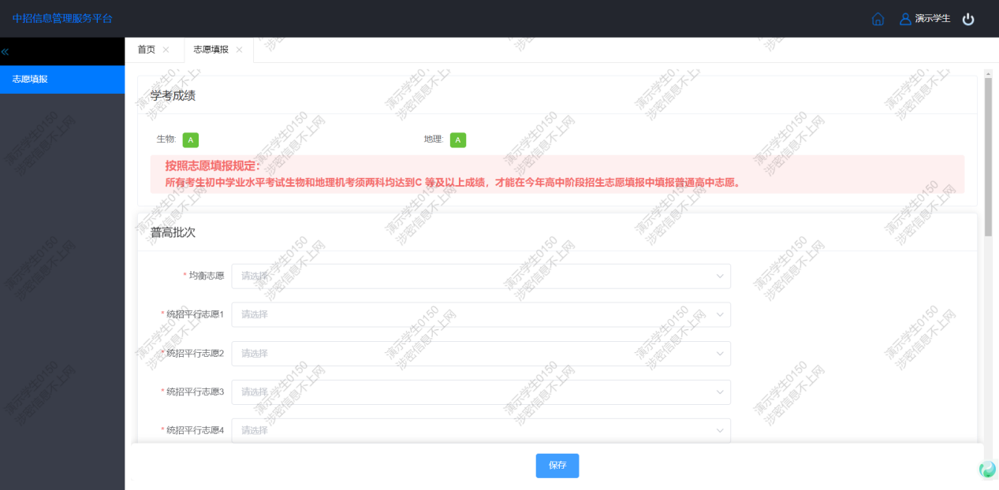 中招信息管理服务平台
演示学生
首页
志愿填报
志愿填报
学考成绩
生物: A 地理: A
按照志愿填报规定:
所有考生初中学业水平考试生物和地理机考须两科均达到C 等及以上成绩，才能在今年高中阶段招生志愿填报中填报普通高中志愿。
普高批次
* 均衡志愿 请选择
* 统招平行志愿1 请选择
* 统招平行志愿2 请选择
* 统招平行志愿3 请选择
* 统招平行志愿4 请选择
保存
演示学生0150
涉密信息不上网